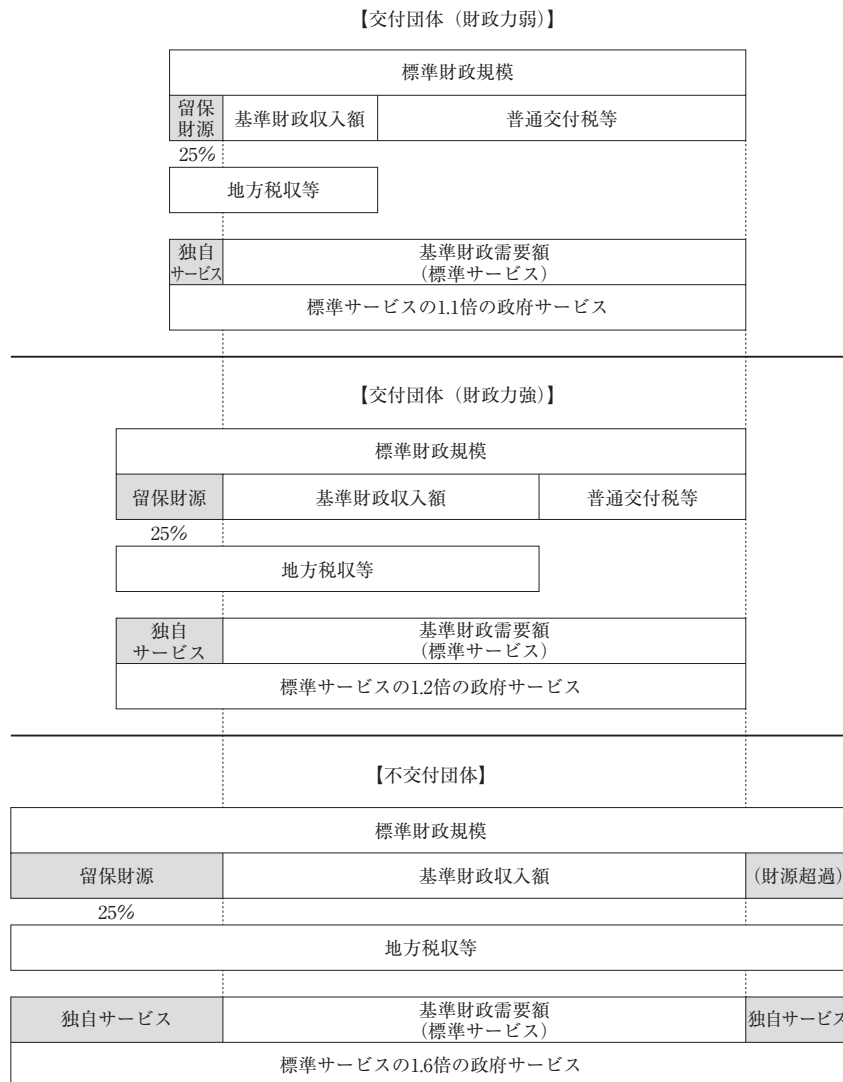 【交付団体（財政力弱）】
標準財政規模
留保
財源
基準財政収入額
普通交付税等
25%
地方税収等
独自
サービス
基準財政需要額
(標準サービス)
標準サービスの1.1倍の政府サービス
【交付団体（財政力強）】
標準財政規模
留保財源
基準財政収入額
普通交付税等
25%
地方税収等
独自
サービス
基準財政需要額
(標準サービス)
標準サービスの1.2倍の政府サービス
【不交付団体】
標準財政規模
留保財源
基準財政収入額
(財源超過)
25%
地方税収等
独自サービス
基準財政需要額
(標準サービス)
独自サービス
標準サービスの1.6倍の政府サービス